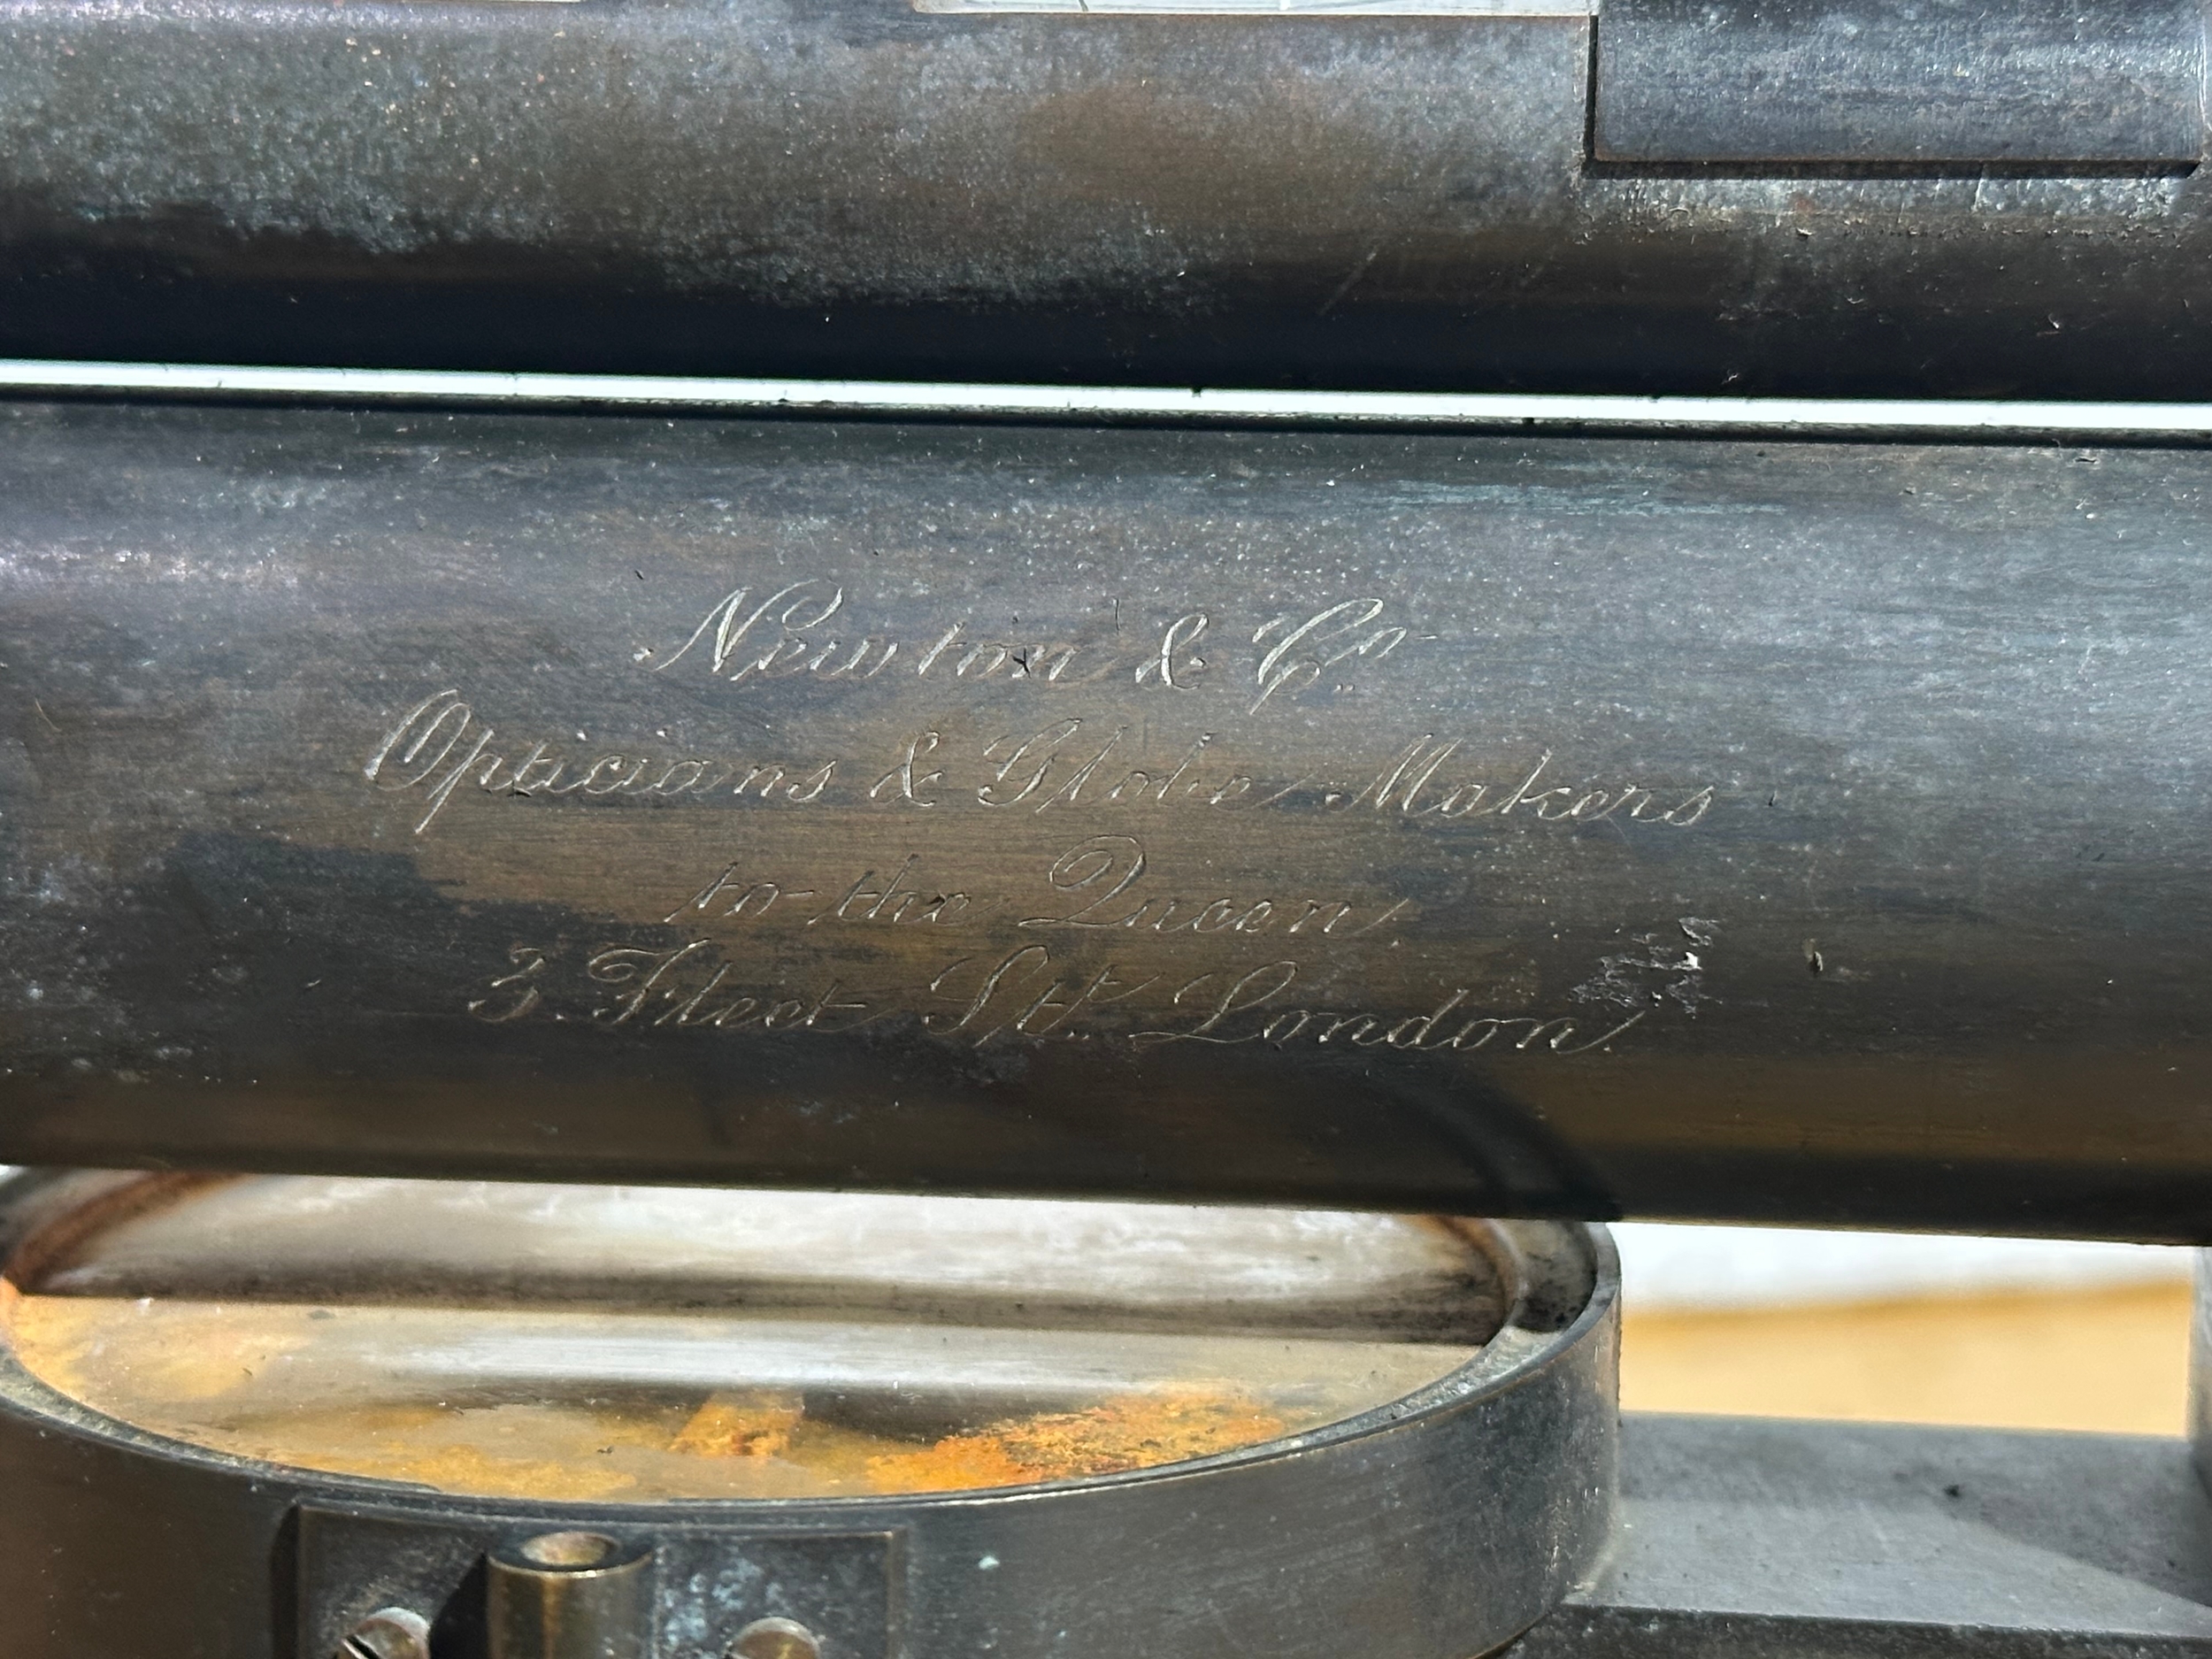 Newton & Co.
Opticians & Globe Makers
to the Queen,
3. Fleet St. London.